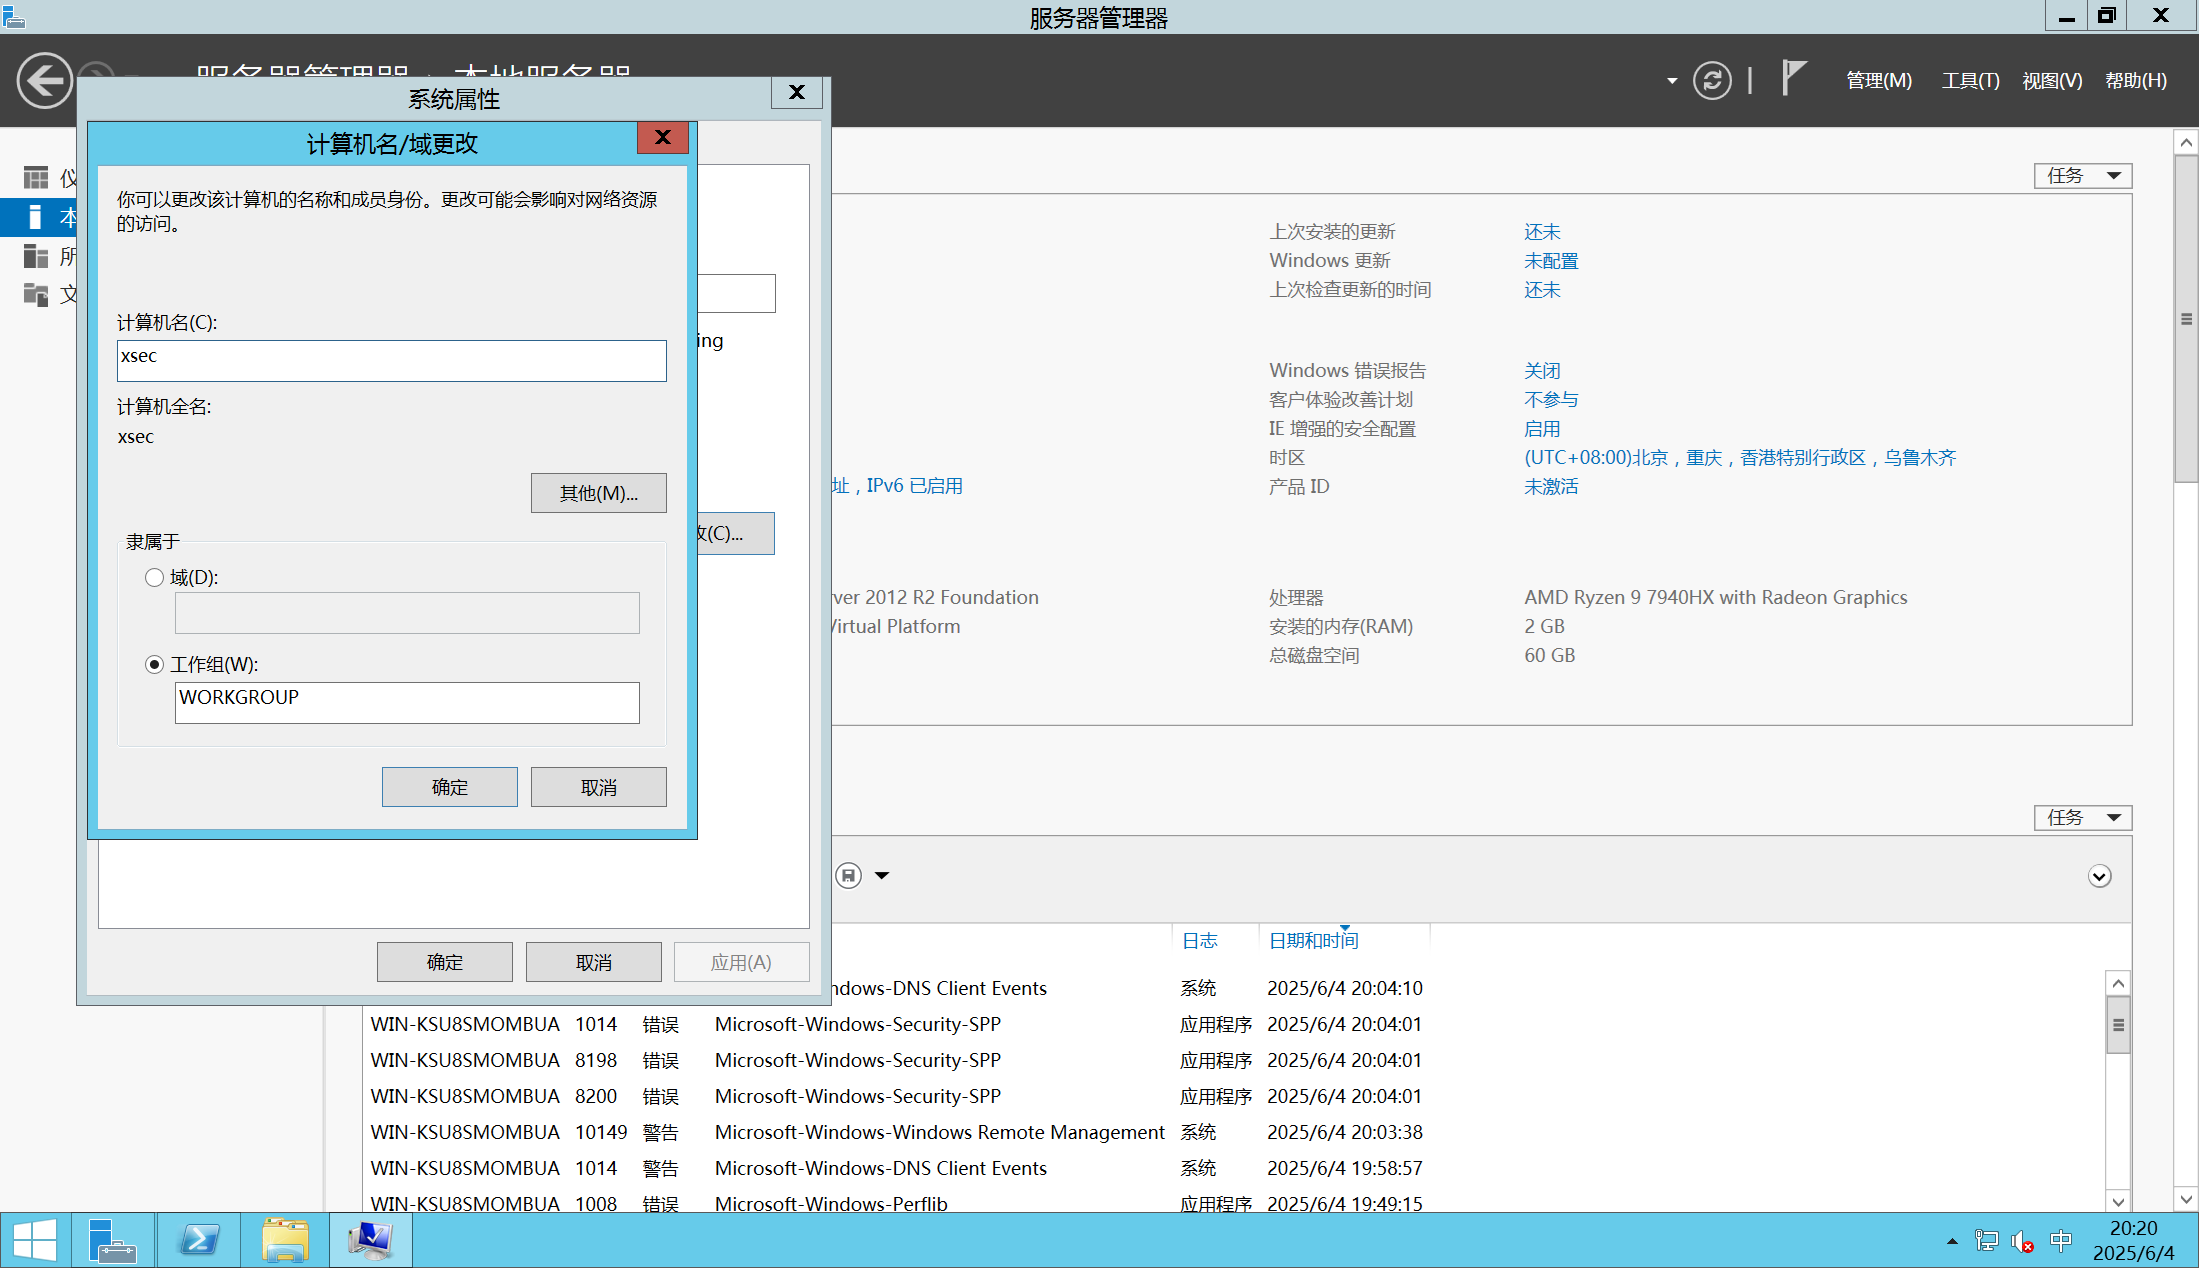 服务器管理器
服务器管理器 · 本地服务器
管理(M) 工具(T) 视图(V) 帮助(H)
系统属性
计算机名/域更改
你可以更改该计算机的名称和成员身份。更改可能会影响对网络资源
的访问。
计算机名(C):
xsec
计算机全名:
xsec
其他(M)...
隶属于
域(D):
工作组(W):
WORKGROUP
确定 取消
ing
改(C)...
确定 取消 应用(A)
仪
本
所
文
任务
上次安装的更新 还未
Windows 更新 未配置
上次检查更新的时间 还未
Windows 错误报告 关闭
客户体验改善计划 不参与
IE 增强的安全配置 启用
时区 (UTC+08:00)北京，重庆，香港特别行政区，乌鲁木齐
址，IPv6 已启用 产品 ID 未激活
rver 2012 R2 Foundation 处理器 AMD Ryzen 9 7940HX with Radeon Graphics
Virtual Platform 安装的内存(RAM) 2 GB
总磁盘空间 60 GB
任务
日志 日期和时间
ndows-DNS Client Events 系统 2025/6/4 20:04:10
WIN-KSU8SMOMBUA 1014 错误 Microsoft-Windows-Security-SPP 应用程序 2025/6/4 20:04:01
WIN-KSU8SMOMBUA 8198 错误 Microsoft-Windows-Security-SPP 应用程序 2025/6/4 20:04:01
WIN-KSU8SMOMBUA 8200 错误 Microsoft-Windows-Security-SPP 应用程序 2025/6/4 20:04:01
WIN-KSU8SMOMBUA 10149 警告 Microsoft-Windows-Windows Remote Management 系统 2025/6/4 20:03:38
WIN-KSU8SMOMBUA 1014 警告 Microsoft-Windows-DNS Client Events 系统 2025/6/4 19:58:57
WIN-KSU8SMOMBUA 1008 错误 Microsoft-Windows-Perflib 应用程序 2025/6/4 19:49:15
中
20:20
2025/6/4